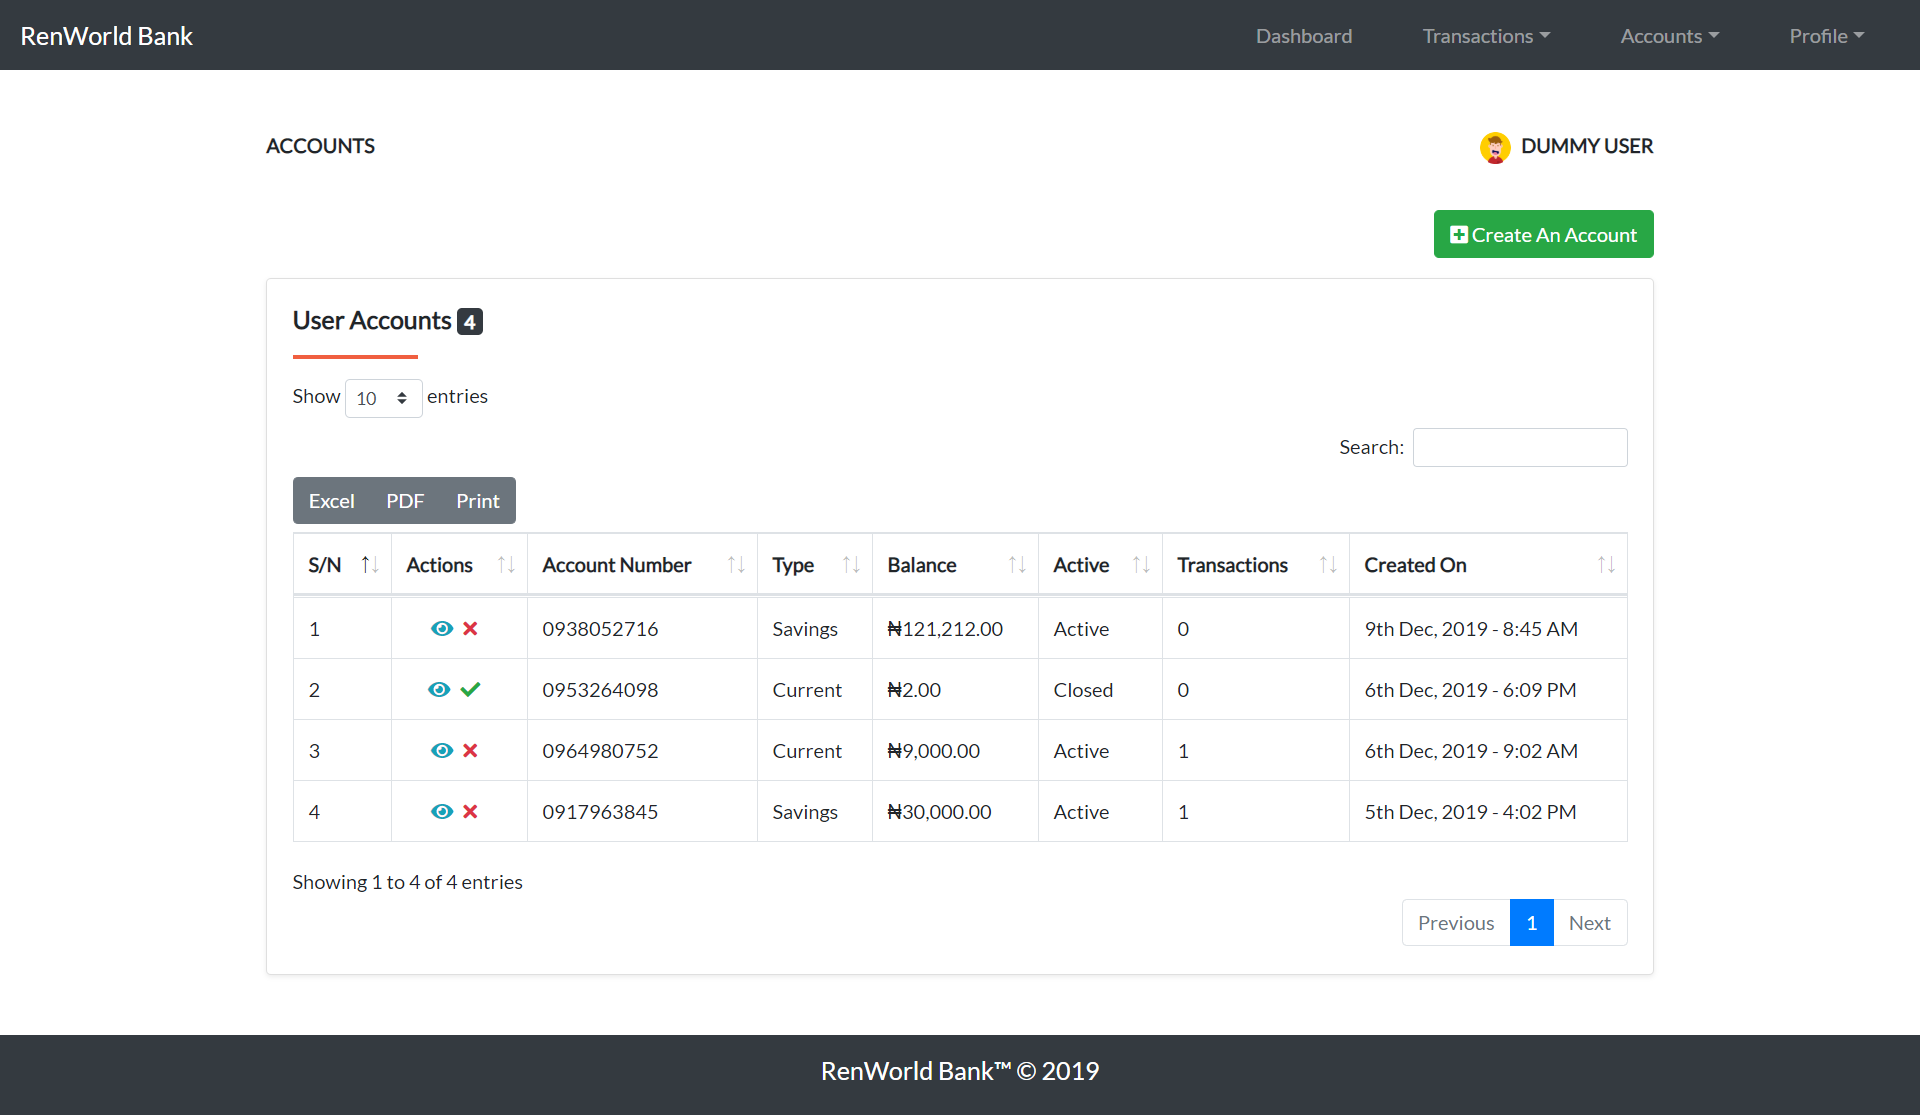 RenWorld Bank Dashboard Transactions Accounts Profile
ACCOUNTS DUMMY USER
Create An Account
User Accounts 4
Show 10 entries
Search:
Excel PDF Print
S/N Actions Account Number Type Balance Active Transactions Created On
1 0938052716 Savings ₦121,212.00 Active 0 9th Dec, 2019 - 8:45 AM
2 0953264098 Current ₦2.00 Closed 0 6th Dec, 2019 - 6:09 PM
3 0964980752 Current ₦9,000.00 Active 1 6th Dec, 2019 - 9:02 AM
4 0917963845 Savings ₦30,000.00 Active 1 5th Dec, 2019 - 4:02 PM
Showing 1 to 4 of 4 entries
Previous 1 Next
RenWorld Bank™ © 2019